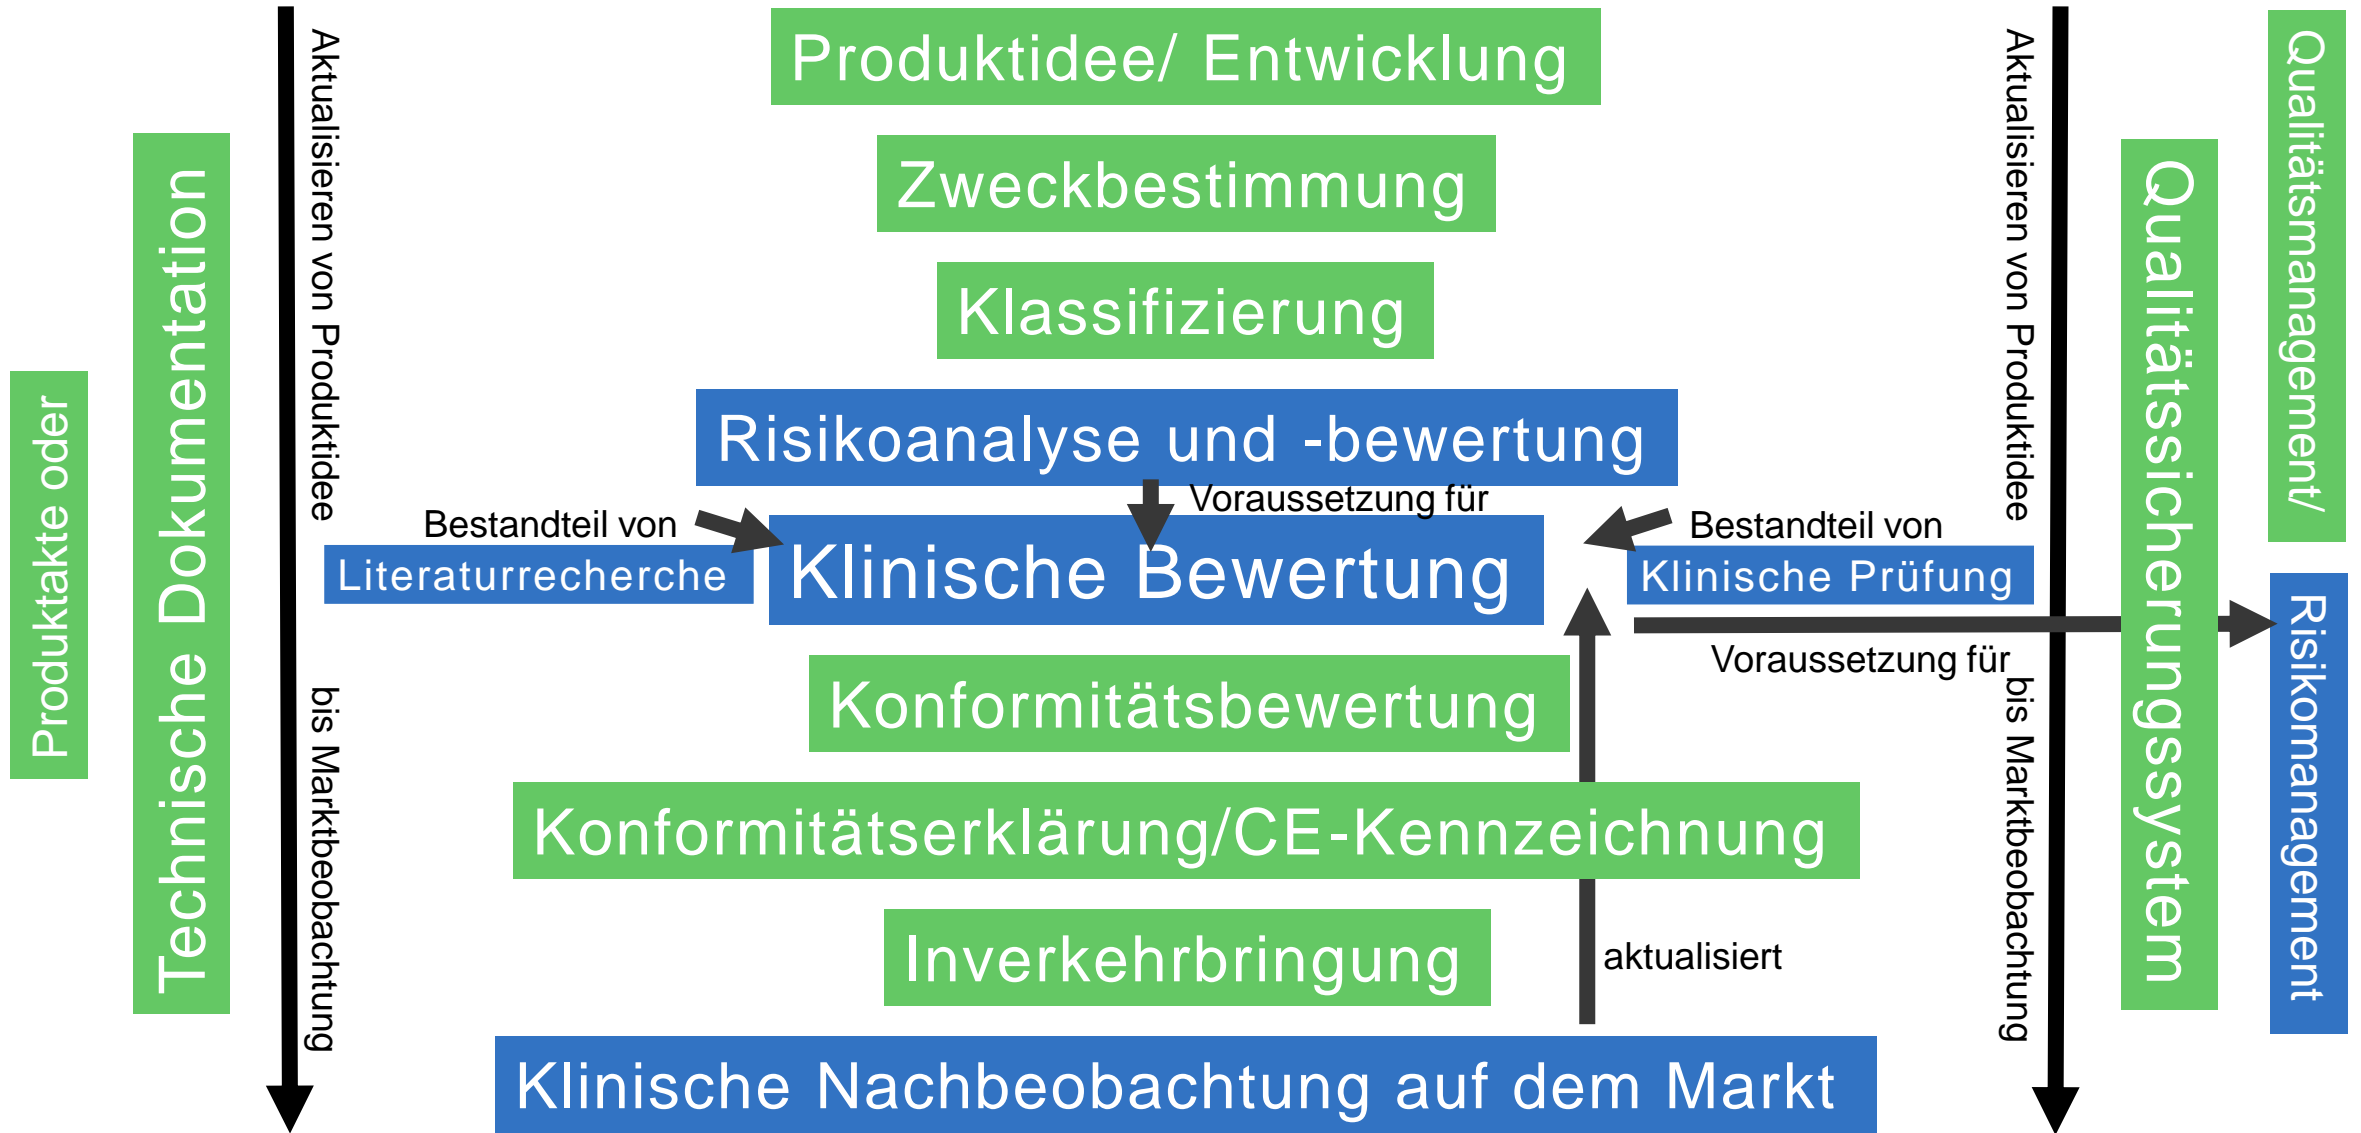 Produktakte oder
Technische Dokumentation
Aktualisieren von Produktidee
bis Marktbeobachtung
Produktidee/ Entwicklung
Zweckbestimmung
Klassifizierung
Risikoanalyse und -bewertung
Voraussetzung für
Bestandteil von
Literaturrecherche
Klinische Bewertung
Bestandteil von
Klinische Prüfung
Voraussetzung für
Konformitätsbewertung
Konformitätserklärung/CE-Kennzeichnung
Inverkehrbringung
aktualisiert
Klinische Nachbeobachtung auf dem Markt
Aktualisieren von Produktidee
bis Marktbeobachtung
Qualitätssicherungssystem
Qualitätsmanagement/
Risikomanagement